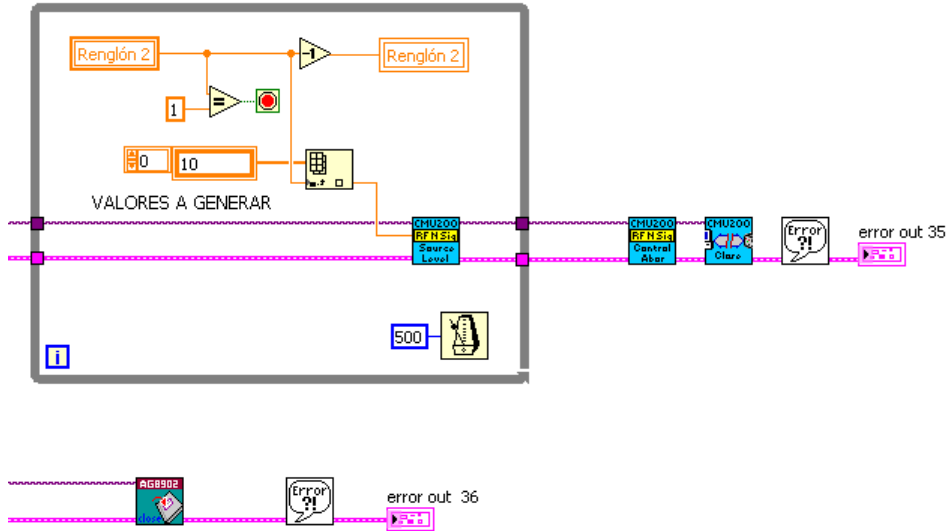 Renglón 2
-1
Renglón 2
1
=
0
10
VALORES A GENERAR
CMU200
RFNSig
Source
Level
CMU200
RFNSig
Control
Abor
CMU200
Close
Error
?!
error out 35
500
i
AG8902
close
Error
?!
error out 36